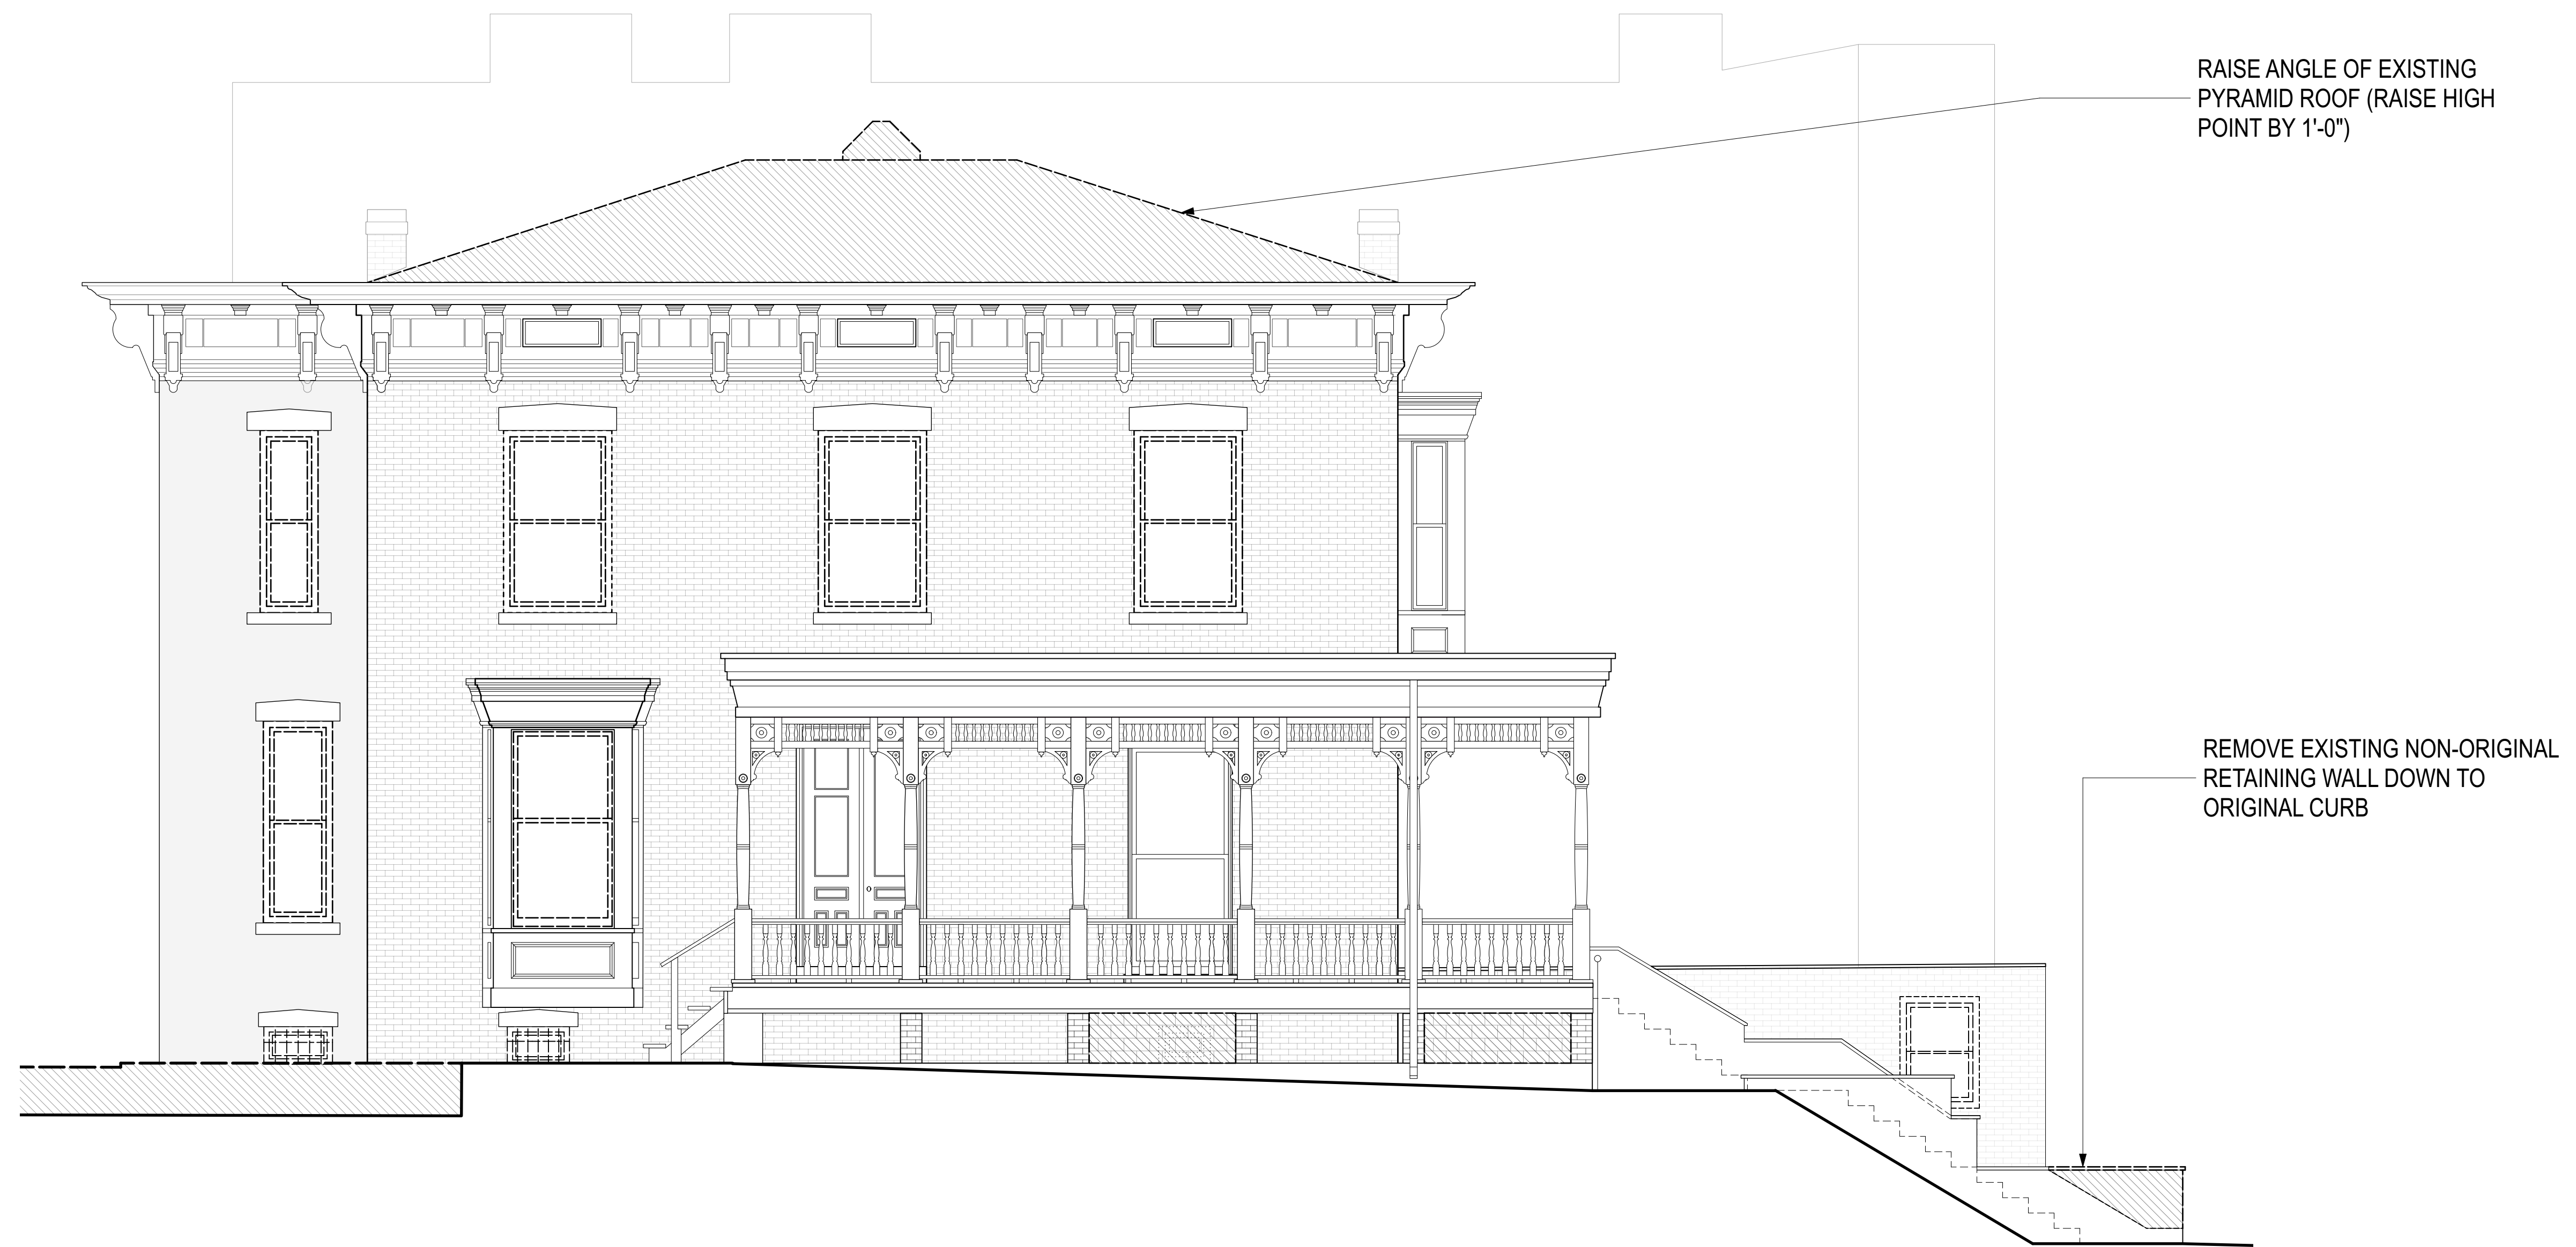 RAISE ANGLE OF EXISTING
PYRAMID ROOF (RAISE HIGH
POINT BY 1'-0")
REMOVE EXISTING NON-ORIGINAL
RETAINING WALL DOWN TO
ORIGINAL CURB